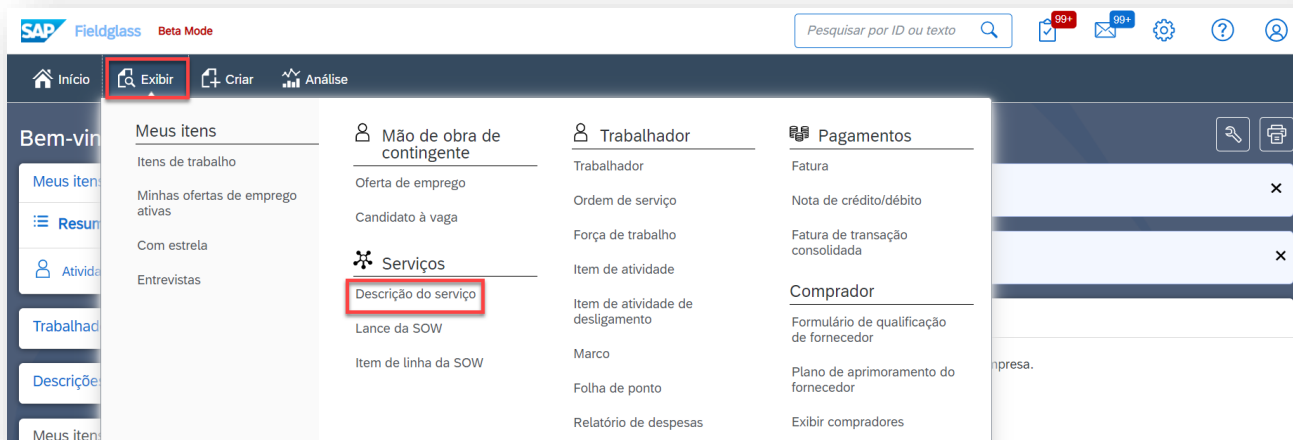 SAP Fieldglass Beta Mode
Pesquisar por ID ou texto
99+
99+
Início
Exibir
Criar
Análise
Bem-vin
Meus itens
Resum
Ativida
Trabalhad
Descriçõe
Meus itens
Meus itens
Itens de trabalho
Minhas ofertas de emprego
ativas
Com estrela
Entrevistas
Mão de obra de
contingente
Oferta de emprego
Candidato à vaga
Serviços
Descrição do serviço
Lance da SOW
Item de linha da SOW
Trabalhador
Trabalhador
Ordem de serviço
Força de trabalho
Item de atividade
Item de atividade de
desligamento
Marco
Folha de ponto
Relatório de despesas
Pagamentos
Fatura
Nota de crédito/débito
Fatura de transação
consolidada
Comprador
Formulário de qualificação
de fornecedor
Plano de aprimoramento do
fornecedor
Exibir compradores
npresa.